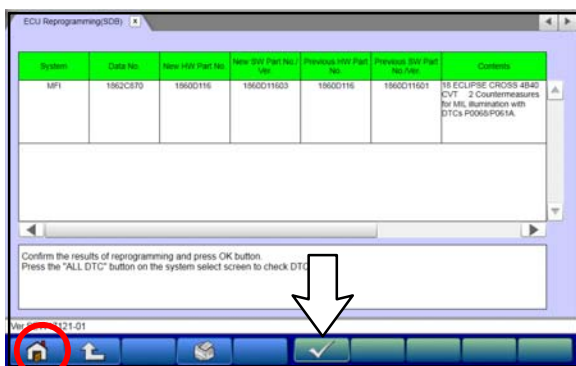 ECU Reprogramming(SDB) x
System
Data No.
New HW Part No.
New SW Part No./
Ver.
Previous HW Part
No.
Previous SW Part
No./Ver.
Contents
MFI
1862C870
1860D116
1860D11603
1860D116
1860D11601
18 ECLIPSE CROSS 4B40
CVT 2 Countermeasures
for MIL illumination with
DTCs P0068/P061A.
Confirm the results of reprogramming and press OK button.
Press the "ALL DTC" button on the system select screen to check DTC
121-01